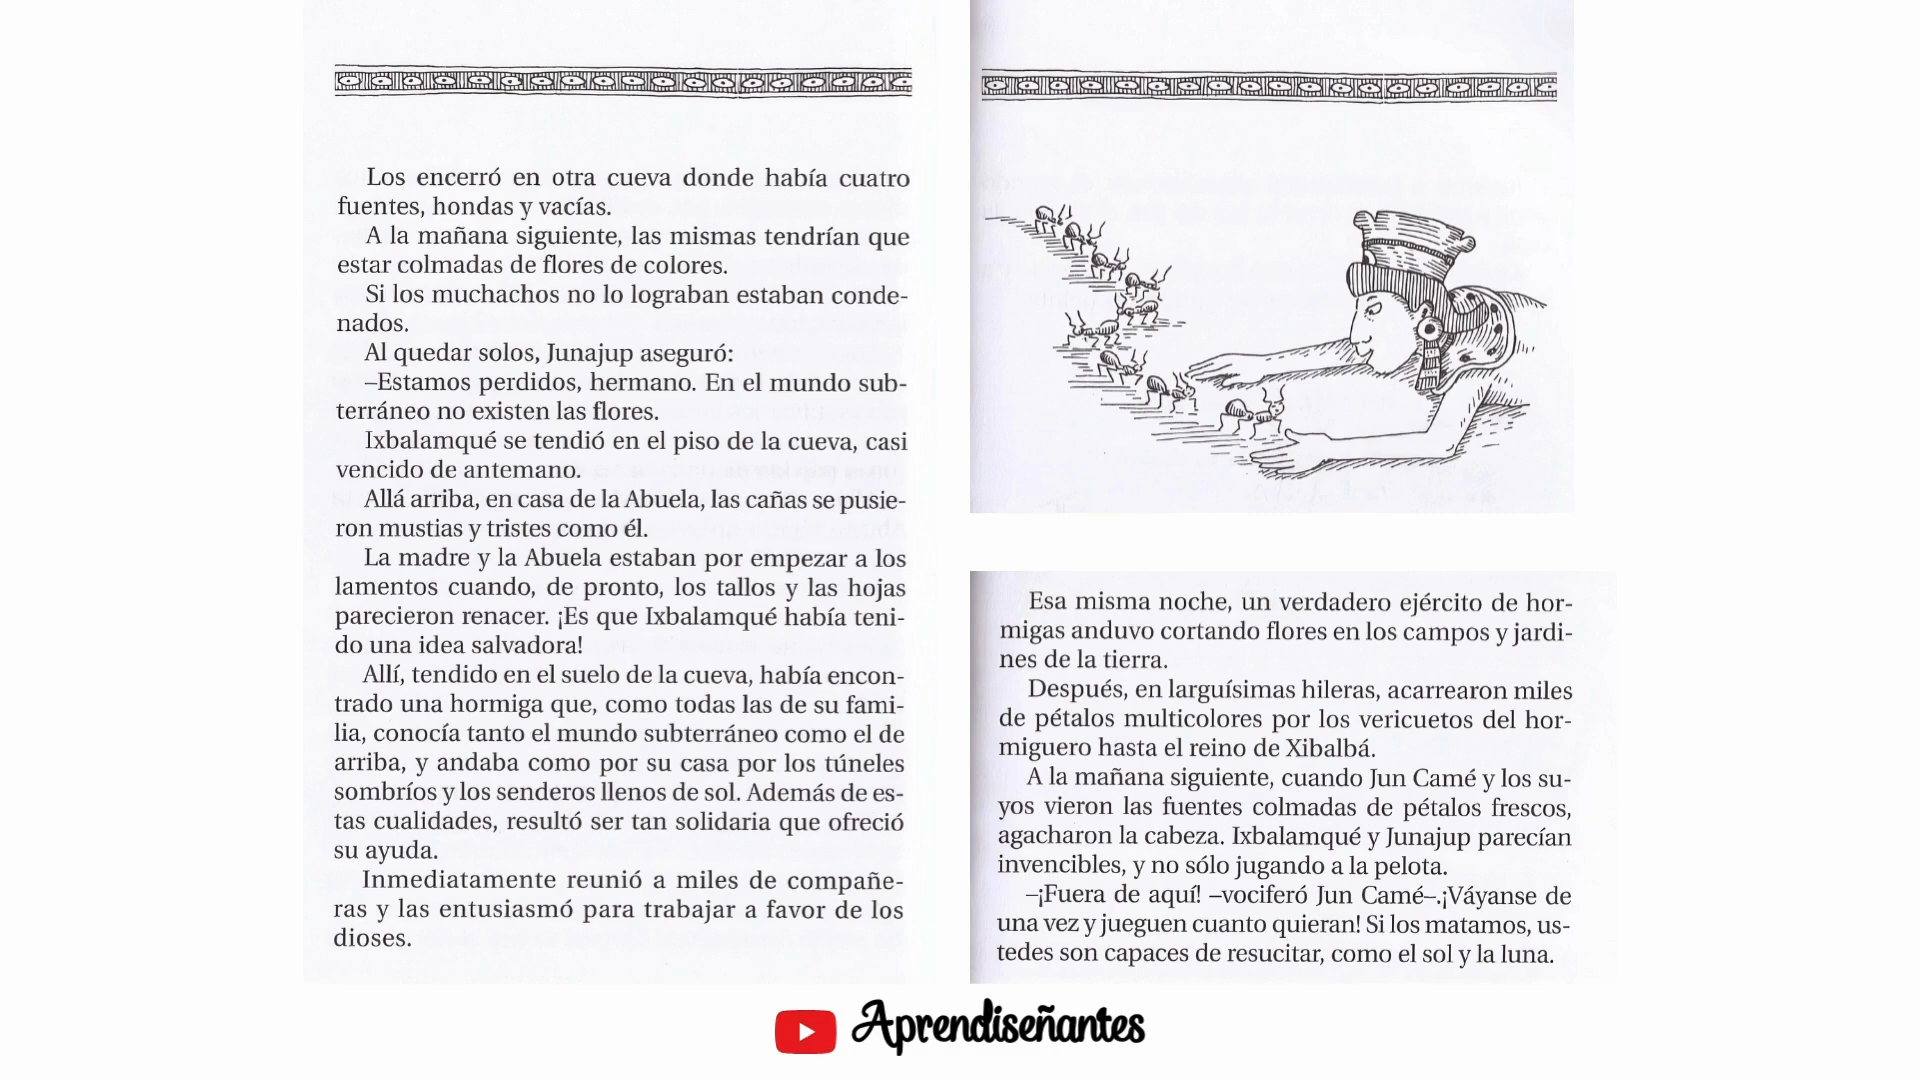 Los encerró en otra cueva donde había cuatro
fuentes, hondas y vacías.
A la mañana siguiente, las mismas tendrían que
estar colmadas de flores de colores.
Si los muchachos no lo lograban estaban conde-
nados.
Al quedar solos, Junajup aseguró:
–Estamos perdidos, hermano. En el mundo sub-
terráneo no existen las flores.
Ixbalamqué se tendió en el piso de la cueva, casi
vencido de antemano.
Allá arriba, en casa de la Abuela, las cañas se pusie-
ron mustias y tristes como él.
La madre y la Abuela estaban por empezar a los
lamentos cuando, de pronto, los tallos y las hojas
parecieron renacer. ¡Es que Ixbalamqué había teni-
do una idea salvadora!
Allí, tendido en el suelo de la cueva, había encon-
trado una hormiga que, como todas las de su fami-
lia, conocía tanto el mundo subterráneo como el de
arriba, y andaba como por su casa por los túneles
sombríos y los senderos llenos de sol. Además de es-
tas cualidades, resultó ser tan solidaria que ofreció
su ayuda.
Inmediatamente reunió a miles de compañe-
ras y las entusiasmó para trabajar a favor de los
dioses.
Esa misma noche, un verdadero ejército de hor-
migas anduvo cortando flores en los campos y jardi-
nes de la tierra.
Después, en larguísimas hileras, acarrearon miles
de pétalos multicolores por los vericuetos del hor-
miguero hasta el reino de Xibalbá.
A la mañana siguiente, cuando Jun Camé y los su-
yos vieron las fuentes colmadas de pétalos frescos,
agacharon la cabeza. Ixbalamqué y Junajup parecían
invencibles, y no sólo jugando a la pelota.
–¡Fuera de aquí! –vociferó Jun Camé–.¡Váyanse de
una vez y jueguen cuanto quieran! Si los matamos, us-
tedes son capaces de resucitar, como el sol y la luna.
Aprendiseñantes